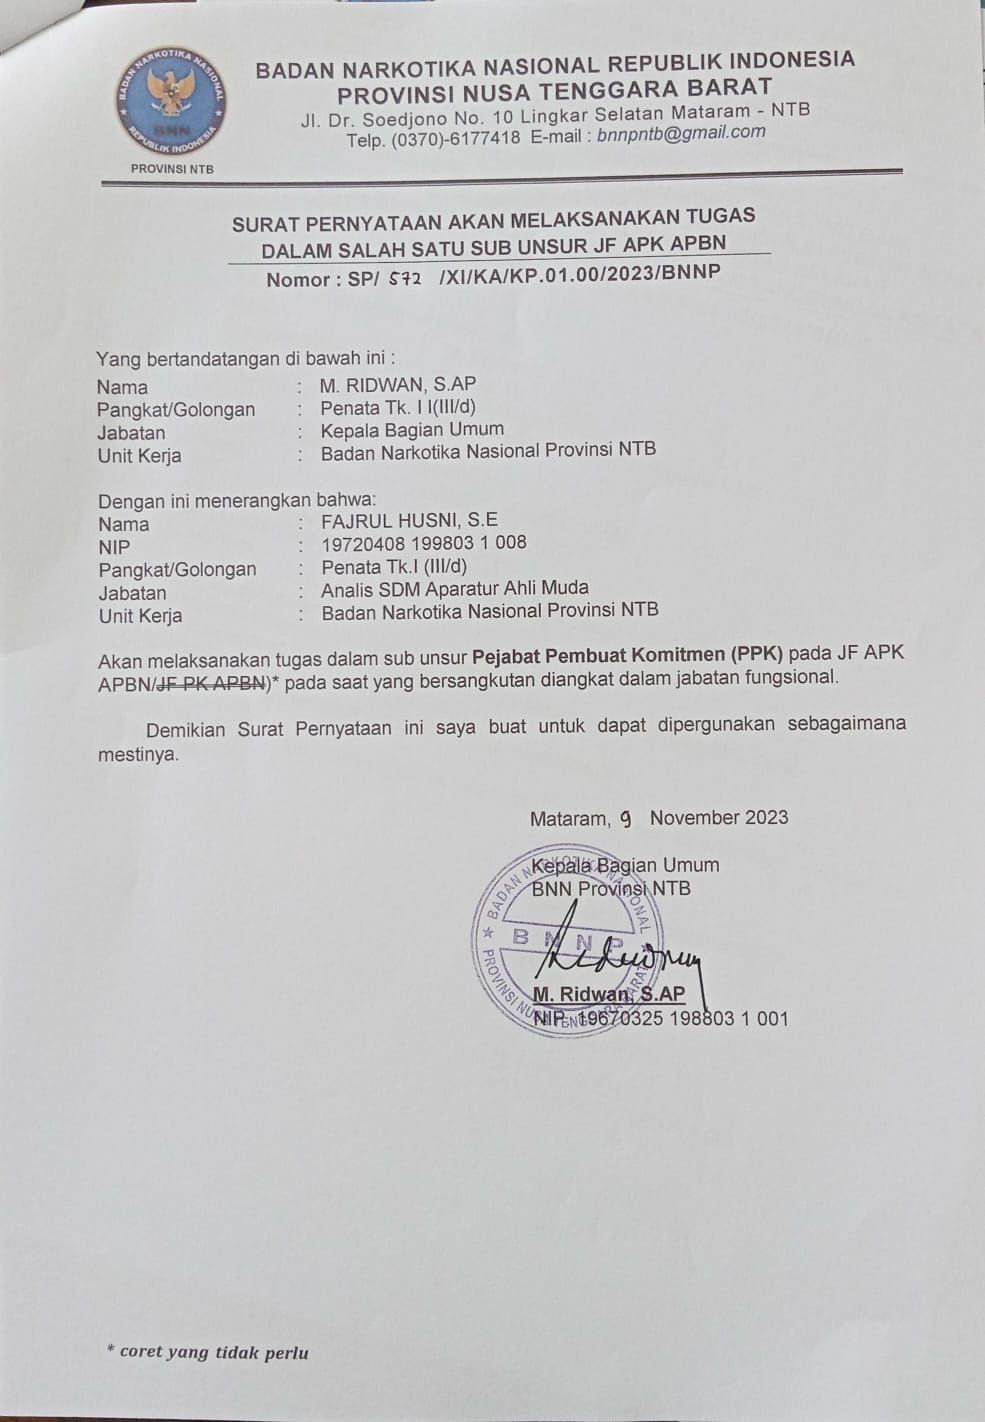 BADAN NARKOTIKA NASIONAL
BNN
REPUBLIK INDONESIA
PROVINSI NTB
BADAN NARKOTIKA NASIONAL REPUBLIK INDONESIA
PROVINSI NUSA TENGGARA BARAT
Jl. Dr. Soedjono No. 10 Lingkar Selatan Mataram - NTB
Telp. (0370)-6177418 E-mail : bnnpntb@gmail.com
SURAT PERNYATAAN AKAN MELAKSANAKAN TUGAS
DALAM SALAH SATU SUB UNSUR JF APK APBN
Nomor : SP/ 572 /XI/KA/KP.01.00/2023/BNNP
Yang bertandatangan di bawah ini :
Nama : M. RIDWAN, S.AP
Pangkat/Golongan : Penata Tk. I I(III/d)
Jabatan : Kepala Bagian Umum
Unit Kerja : Badan Narkotika Nasional Provinsi NTB
Dengan ini menerangkan bahwa:
Nama : FAJRUL HUSNI, S.E
NIP : 19720408 199803 1 008
Pangkat/Golongan : Penata Tk.I (III/d)
Jabatan : Analis SDM Aparatur Ahli Muda
Unit Kerja : Badan Narkotika Nasional Provinsi NTB
Akan melaksanakan tugas dalam sub unsur Pejabat Pembuat Komitmen (PPK) pada JF APK
APBN/JF PK APBN)* pada saat yang bersangkutan diangkat dalam jabatan fungsional.
Demikian Surat Pernyataan ini saya buat untuk dapat dipergunakan sebagaimana
mestinya.
Mataram, 9 November 2023
Kepala Bagian Umum
BNN Provinsi NTB
BADAN NARKOTIKA NASIONAL
BNNP
PROVINSI NUSA TENGGARA BARAT
M. Ridwan, S.AP
NIP. 19670325 198803 1 001
* coret yang tidak perlu